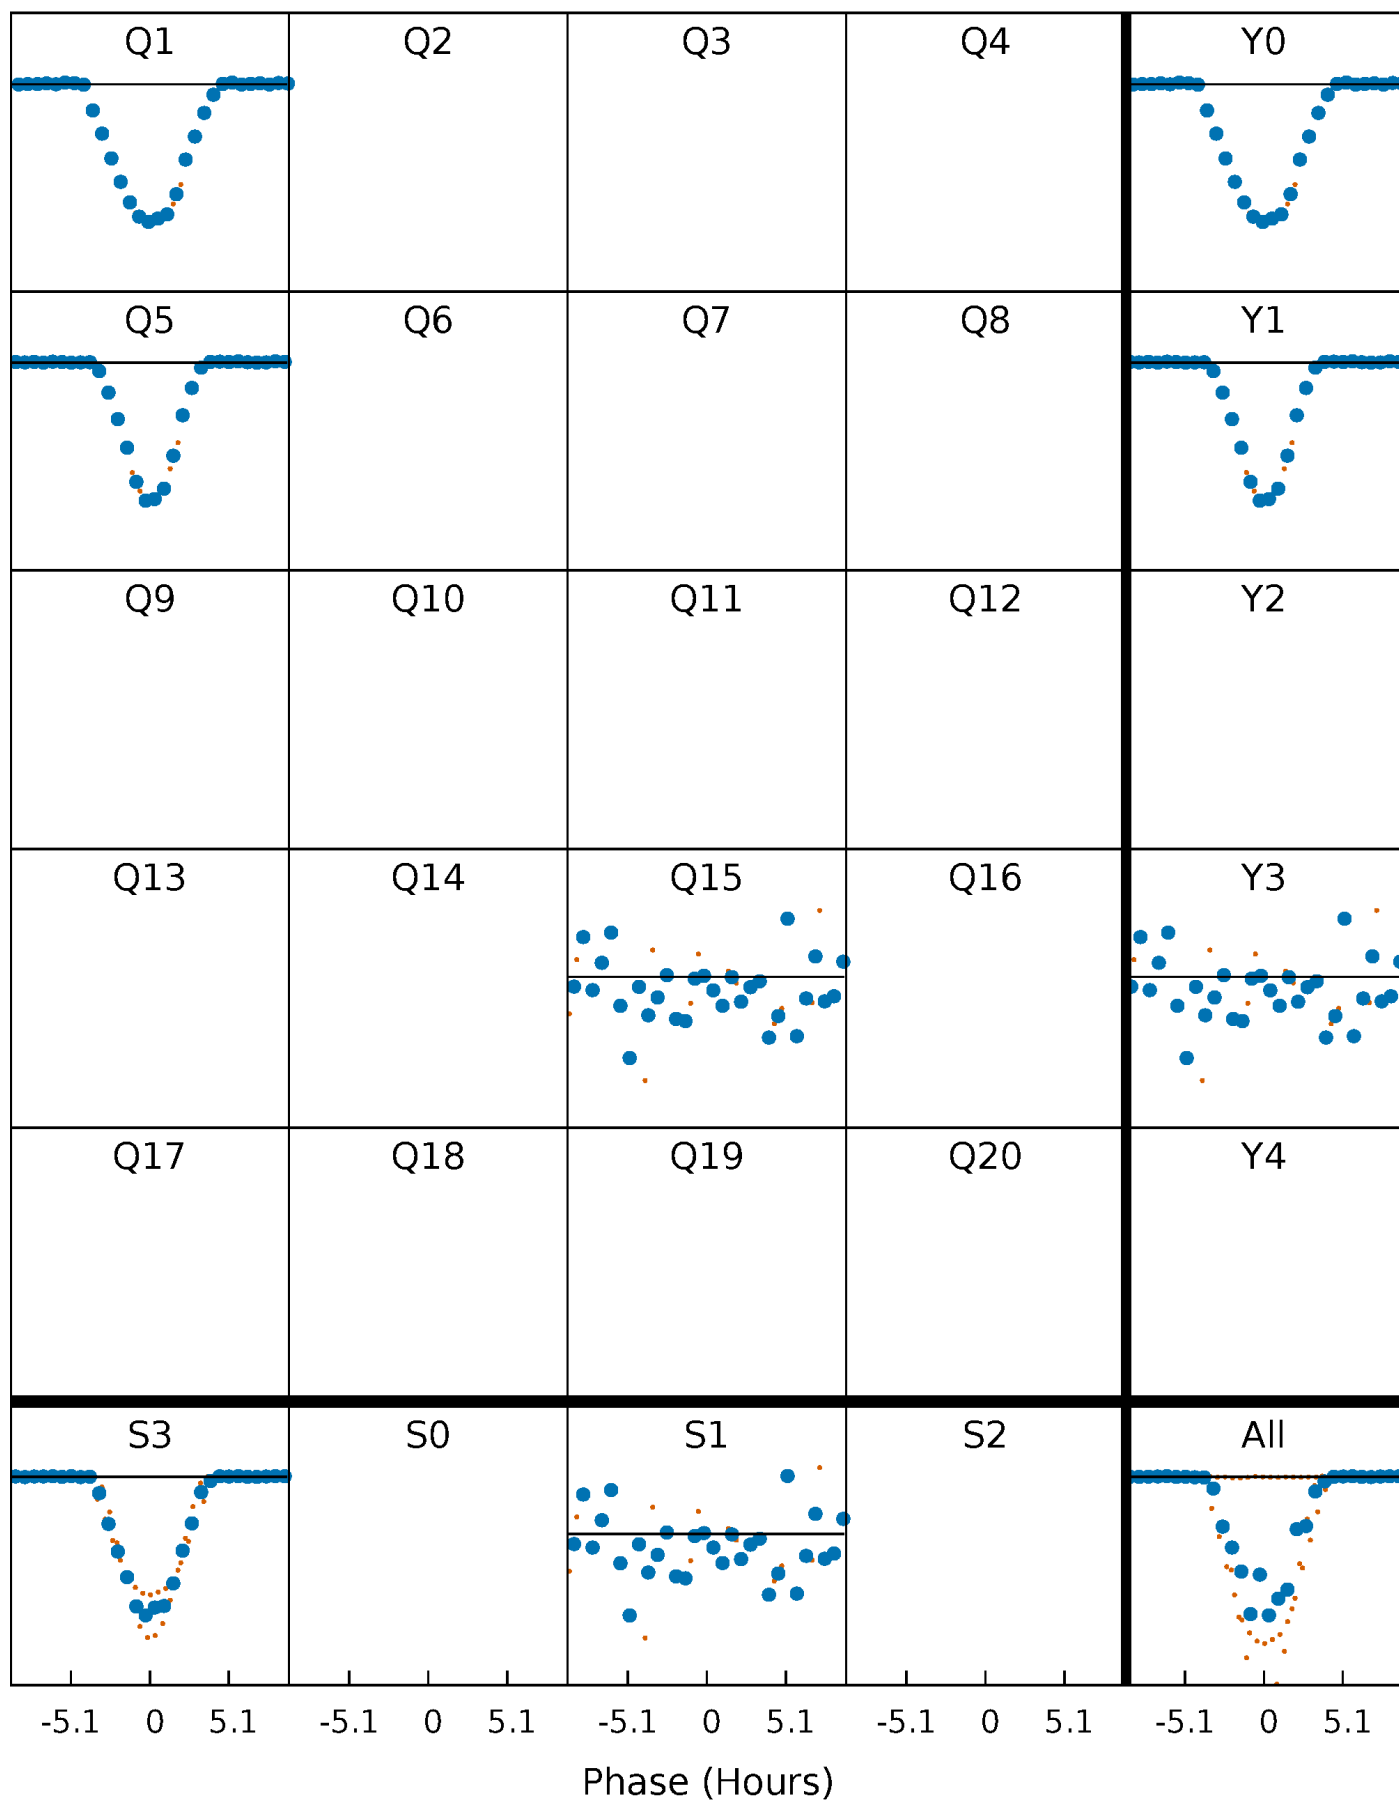 Q1 Q2 Q3 Q4 Y0
Q5 Q6 Q7 Q8 Y1
Q9 Q10 Q11 Q12 Y2
Q13 Q14 Q15 Q16 Y3
Q17 Q18 Q19 Q20 Y4
S3 S0 S1 S2 All
-5.1 0 5.1 -5.1 0 5.1 -5.1 0 5.1 -5.1 0 5.1 -5.1 0 5.1
Phase (Hours)